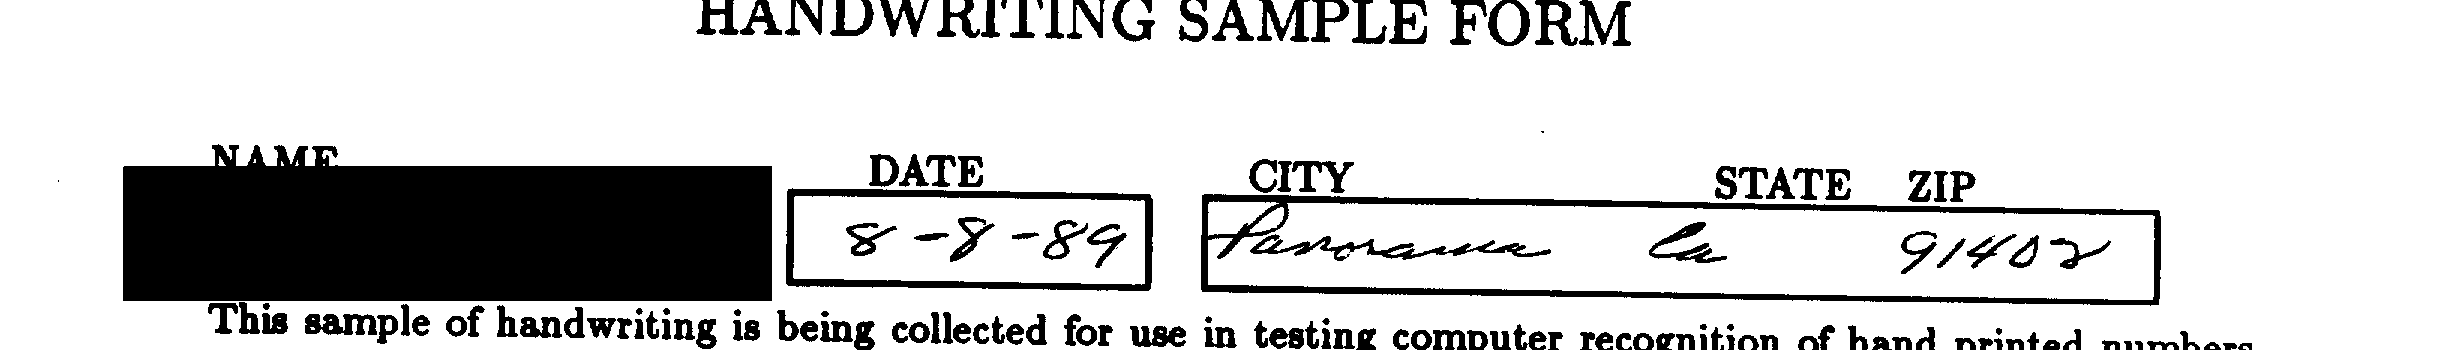 HANDWRITING SAMPLE FORM
NAME DATE CITY STATE ZIP
8-8-89 Panorama Ca 91402
This sample of handwriting is being collected for use in testing computer recognition of hand printed numbers